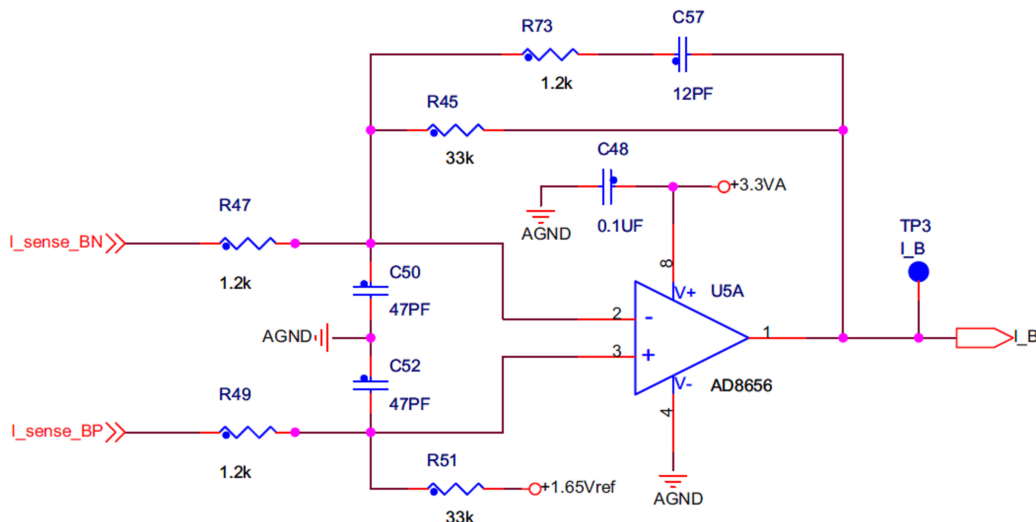 R73
1.2k
C57
12PF
R45
33k
C48
0.1UF
AGND
+3.3VA
R47
I_sense_BN
1.2k
TP3
I_B
C50
47PF
8
V+
U5A
2
-
1
AGND
3
+
I_B
C52
47PF
V-
AD8656
4
R49
I_sense_BP
1.2k
R51
+1.65Vref
33k
AGND